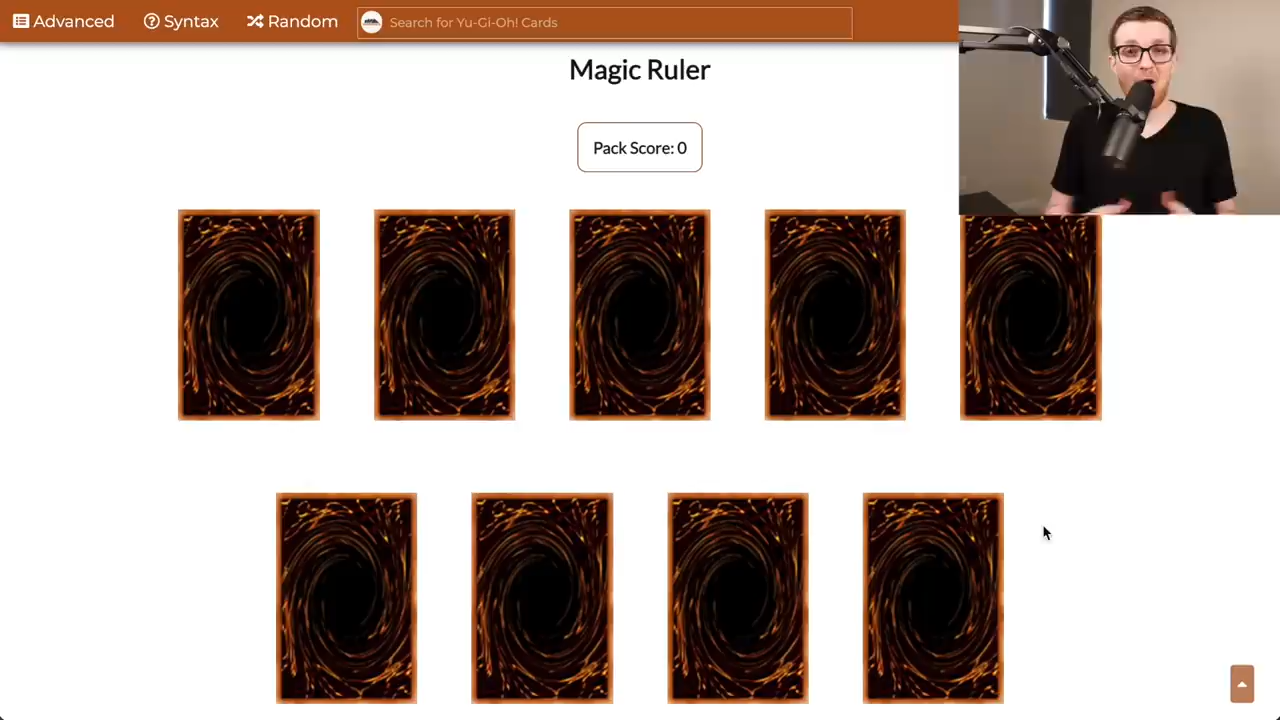 Advanced
Syntax
Random
Search for Yu-Gi-Oh! Cards
Magic Ruler
Pack Score: 0